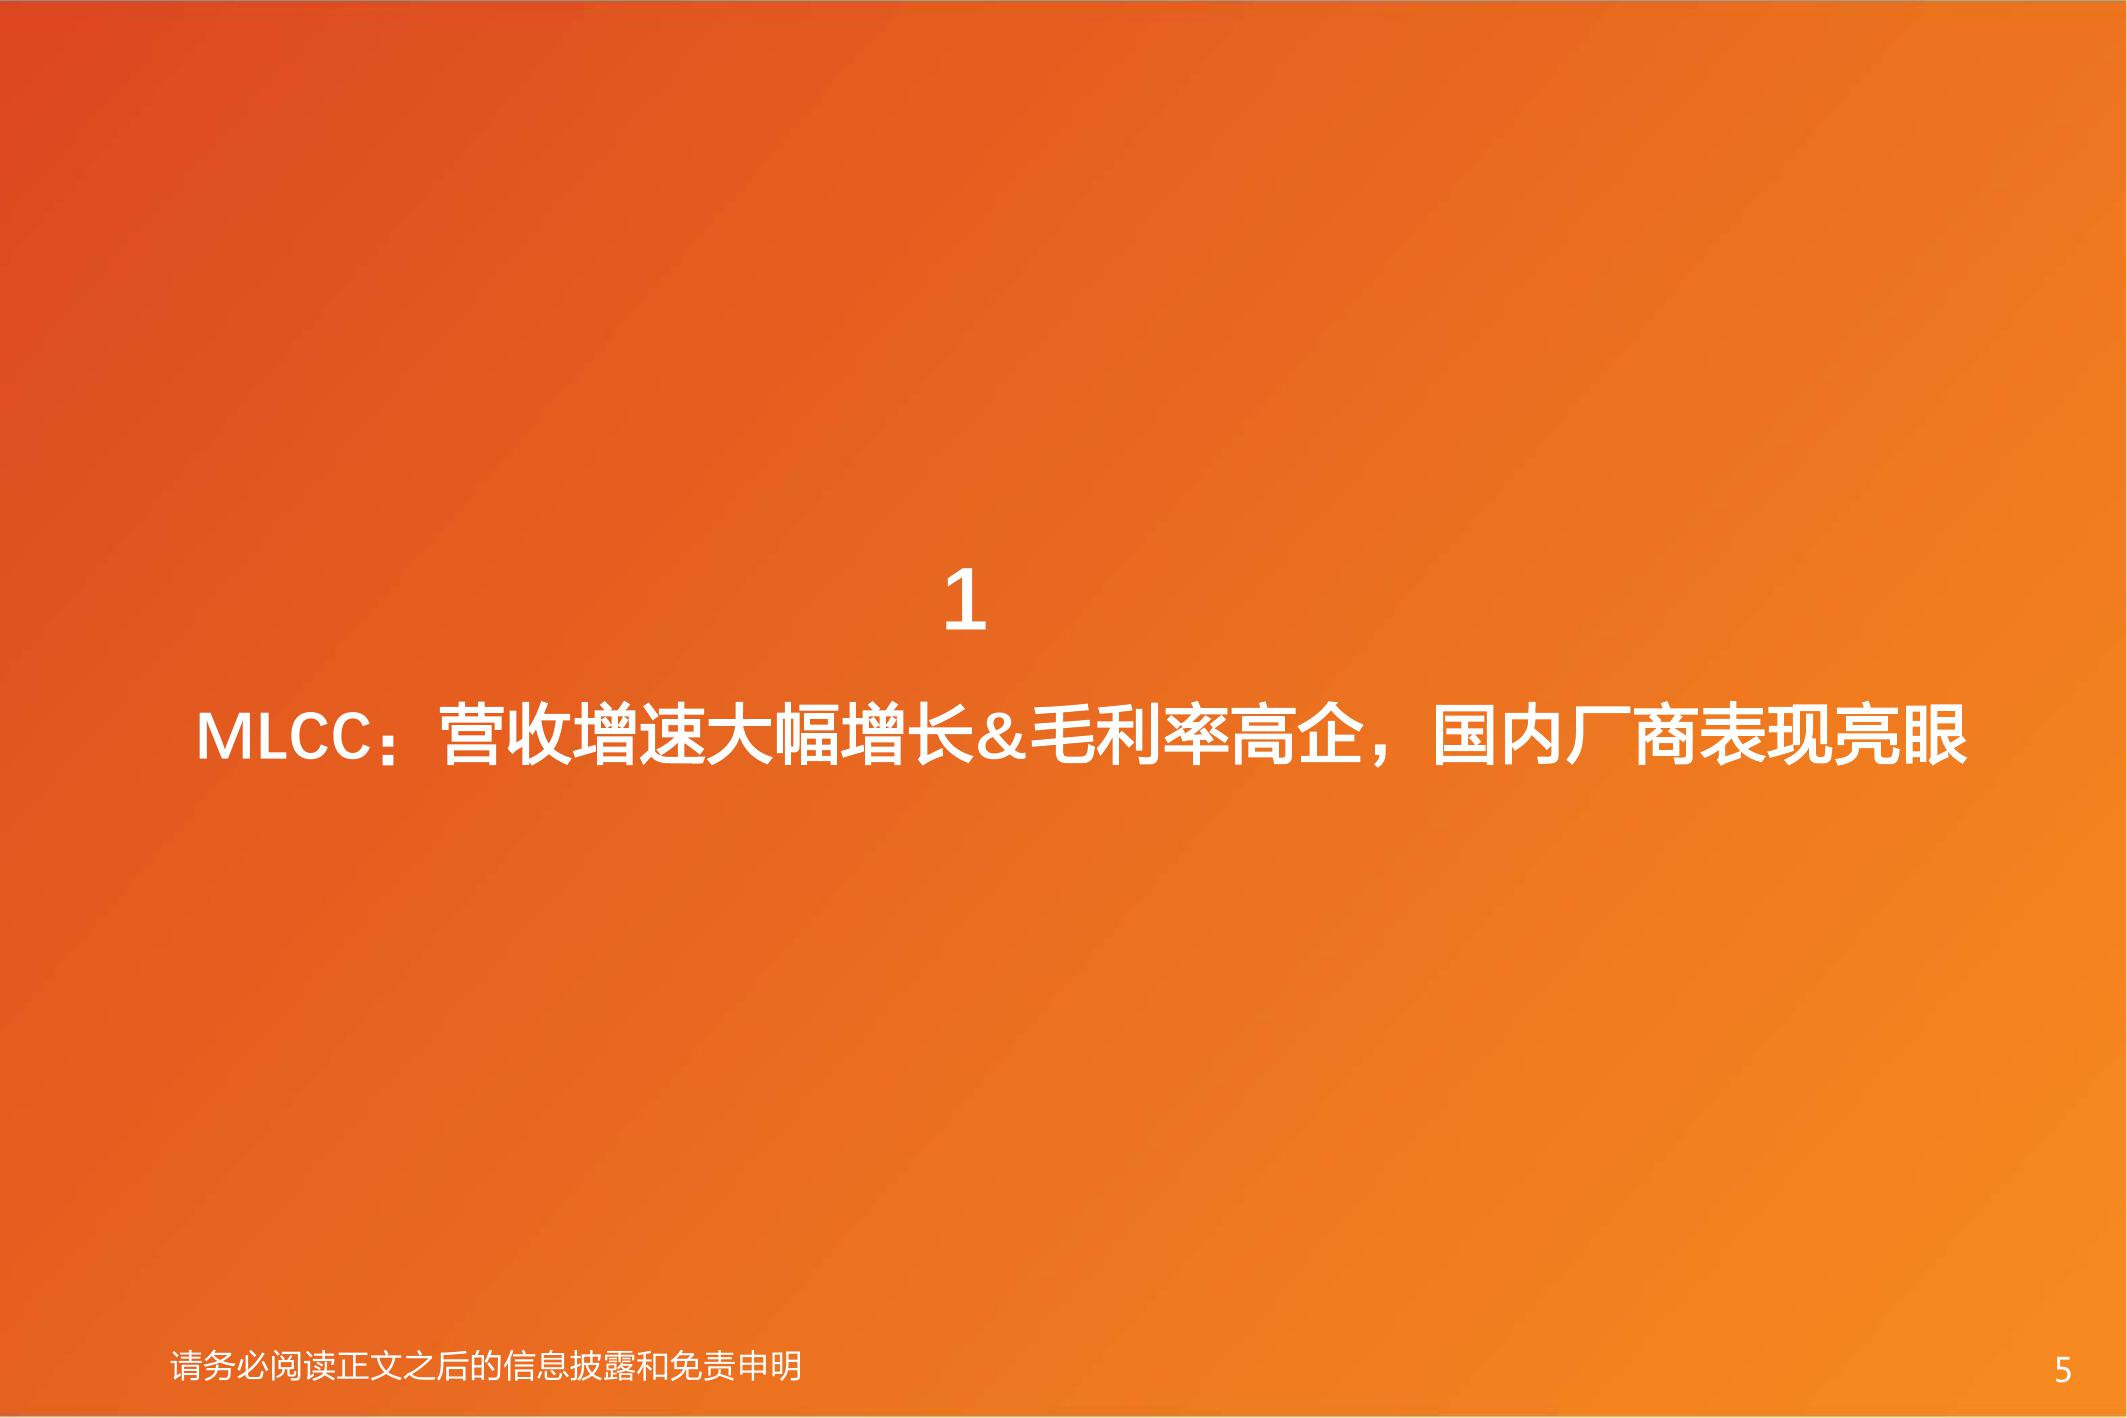 1
MLCC：营收增速大幅增长&毛利率高企，国内厂商表现亮眼
请务必阅读正文之后的信息披露和免责申明
5